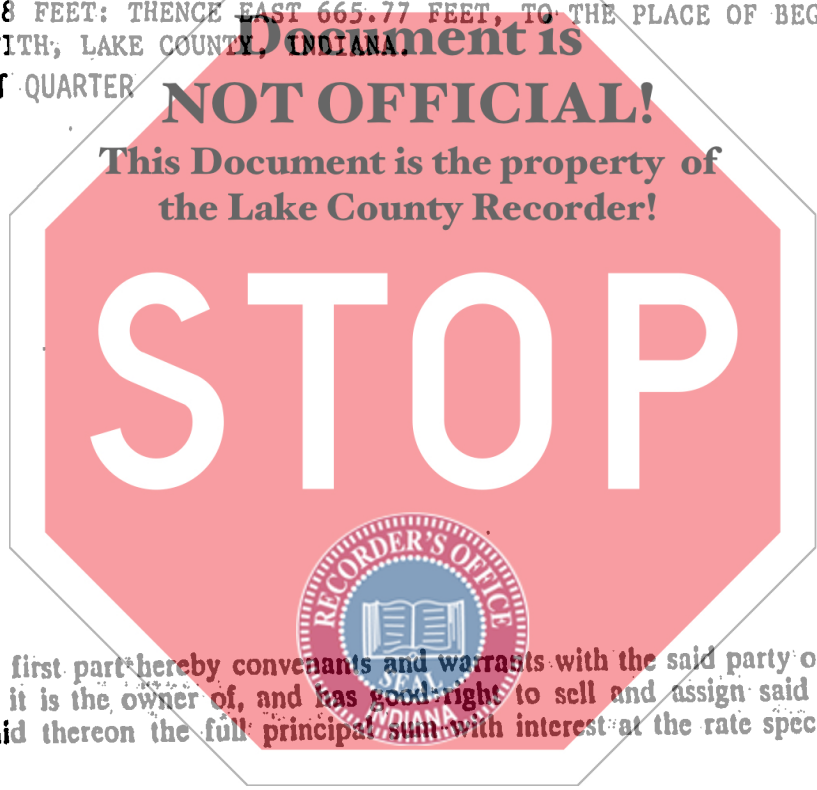 8 FEET: THENCE EAST 665.77 FEET, TO THE PLACE OF BEG
ITH, LAKE COUNTY, INDIANA.
Document is
T QUARTER
NOT OFFICIAL!
This Document is the property of
the Lake County Recorder!
STOP
RECORDER'S OFFICE
SEAL
INDIANA
first part hereby convenants and warrants with the said party o
it is the owner of, and has good right to sell and assign said
id thereon the full principal sum with interest at the rate spec